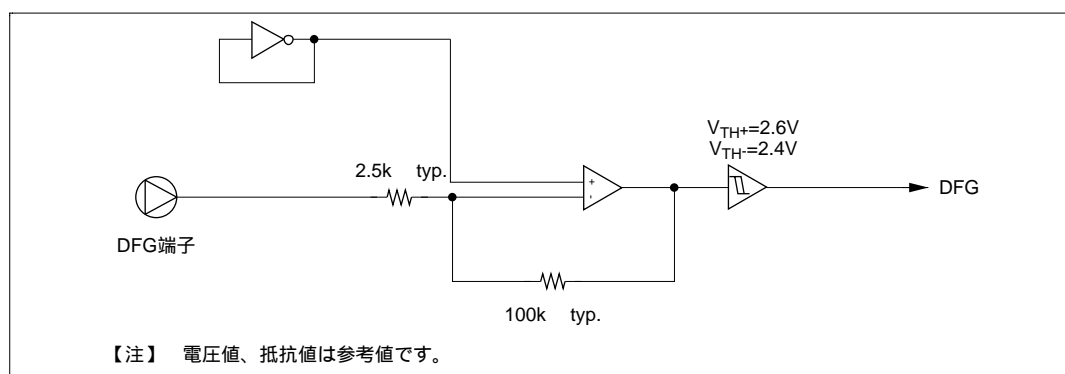 V_TH+=2.6V
V_TH-=2.4V
2.5k typ.
+
-
DFG
DFG端子
100k typ.
【注】 電圧値、抵抗値は参考値です。